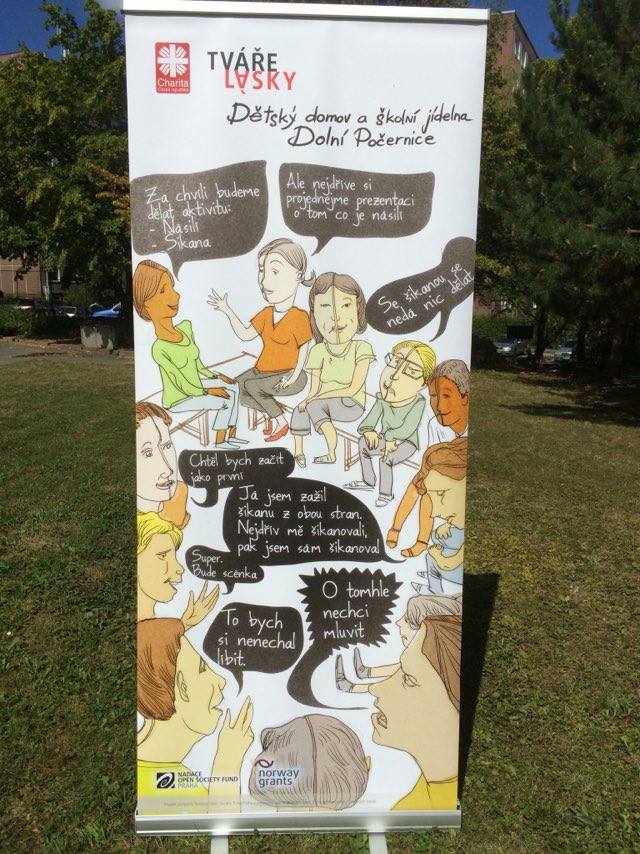 Charita
Česká republika
TVÁŘE
LÁSKY
Dětský domov a školní jídelna
Dolní Počernice
Za chvíli budeme
dělat aktivitu:
- Násilí
- Šikana
Ale nejdříve si
projednejme prezentaci
o tom co je násilí
Se šikanou se
nedá nic dělat
Chtěl bych začít
jako první
Já jsem zažil
šikanu z obou stran.
Nejdřív mě šikanovali,
pak jsem sám šikanoval
Super.
Bude scénka
O tomhle
nechci
mluvit
To bych
si nenechal
líbit.
NADACE
OPEN SOCIETY FUND
PRAHA
norway
grants